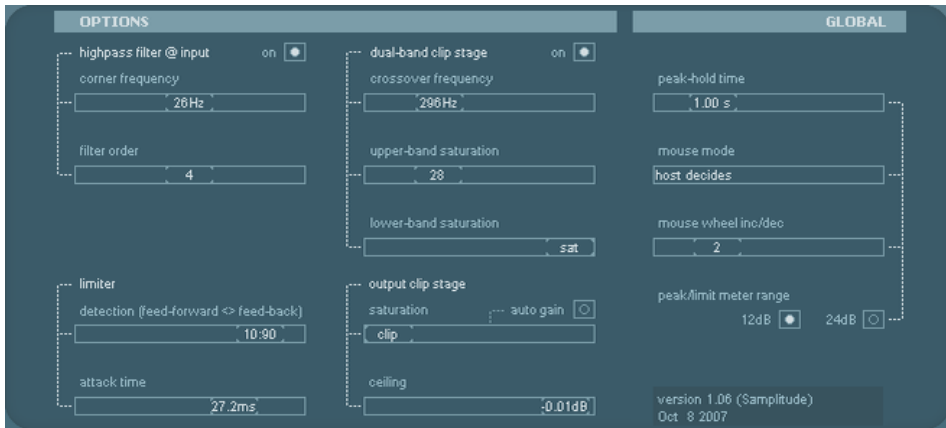 OPTIONS
GLOBAL
highpass filter @ input on
corner frequency
26Hz
filter order
4
dual-band clip stage on
crossover frequency
296Hz
upper-band saturation
28
lower-band saturation
sat
limiter
detection (feed-forward <> feed-back)
10:90
attack time
27.2ms
output clip stage
saturation auto gain
clip
ceiling
-0.01dB
peak-hold time
1.00 s
mouse mode
host decides
mouse wheel inc/dec
2
peak/limit meter range
12dB 24dB
version 1.06 (Samplitude)
Oct 8 2007